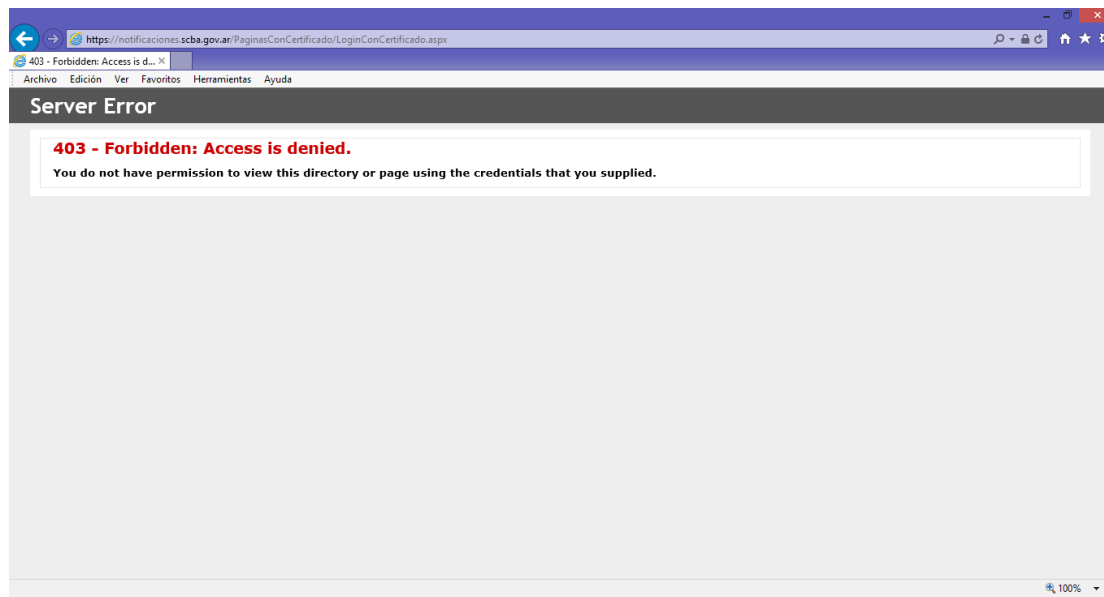 https://notificaciones.scba.gov.ar/PaginasConCertificado/LoginConCertificado.aspx
403 - Forbidden: Access is d...
Archivo Edición Ver Favoritos Herramientas Ayuda
Server Error
403 - Forbidden: Access is denied.
You do not have permission to view this directory or page using the credentials that you supplied.
100%